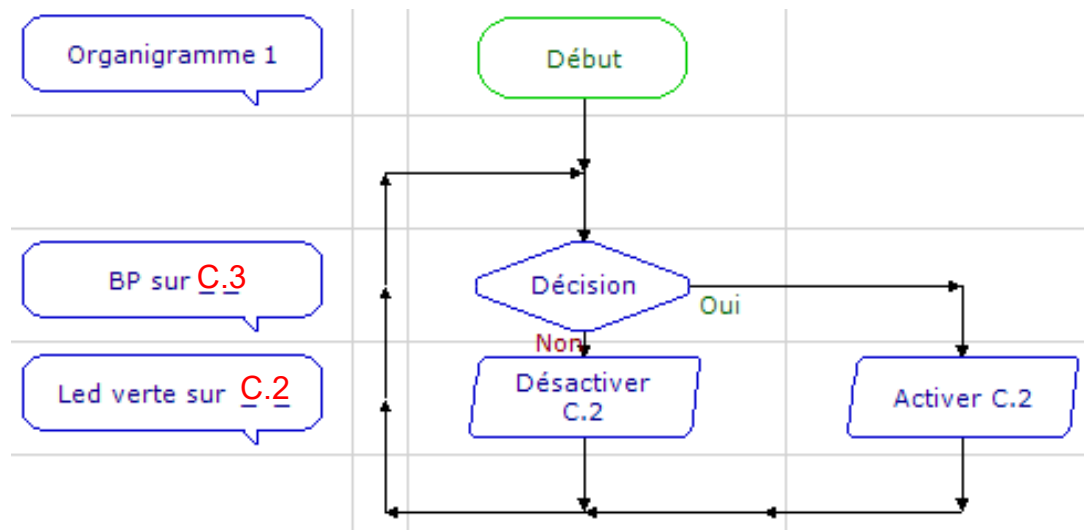 Organigramme 1
Début
BP sur C.3
Décision
Oui
Non
Led verte sur C.2
Désactiver
C.2
Activer C.2